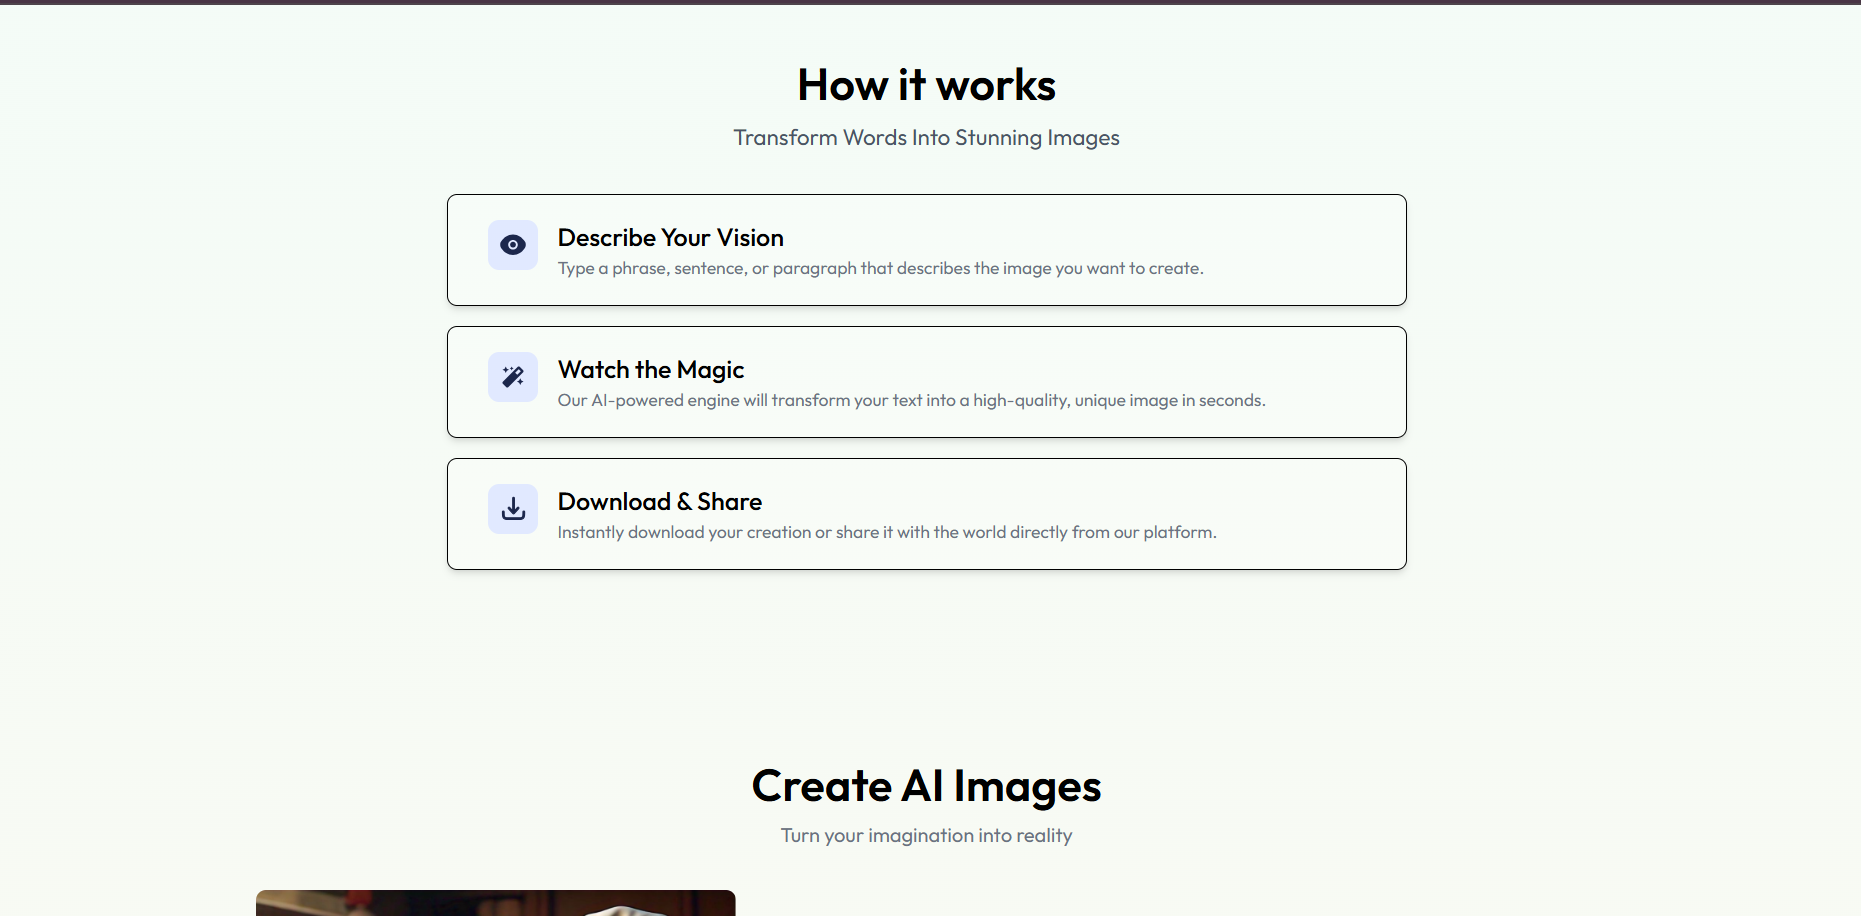 How it works
Transform Words Into Stunning Images
Describe Your Vision
Type a phrase, sentence, or paragraph that describes the image you want to create.
Watch the Magic
Our AI-powered engine will transform your text into a high-quality, unique image in seconds.
Download & Share
Instantly download your creation or share it with the world directly from our platform.
Create AI Images
Turn your imagination into reality